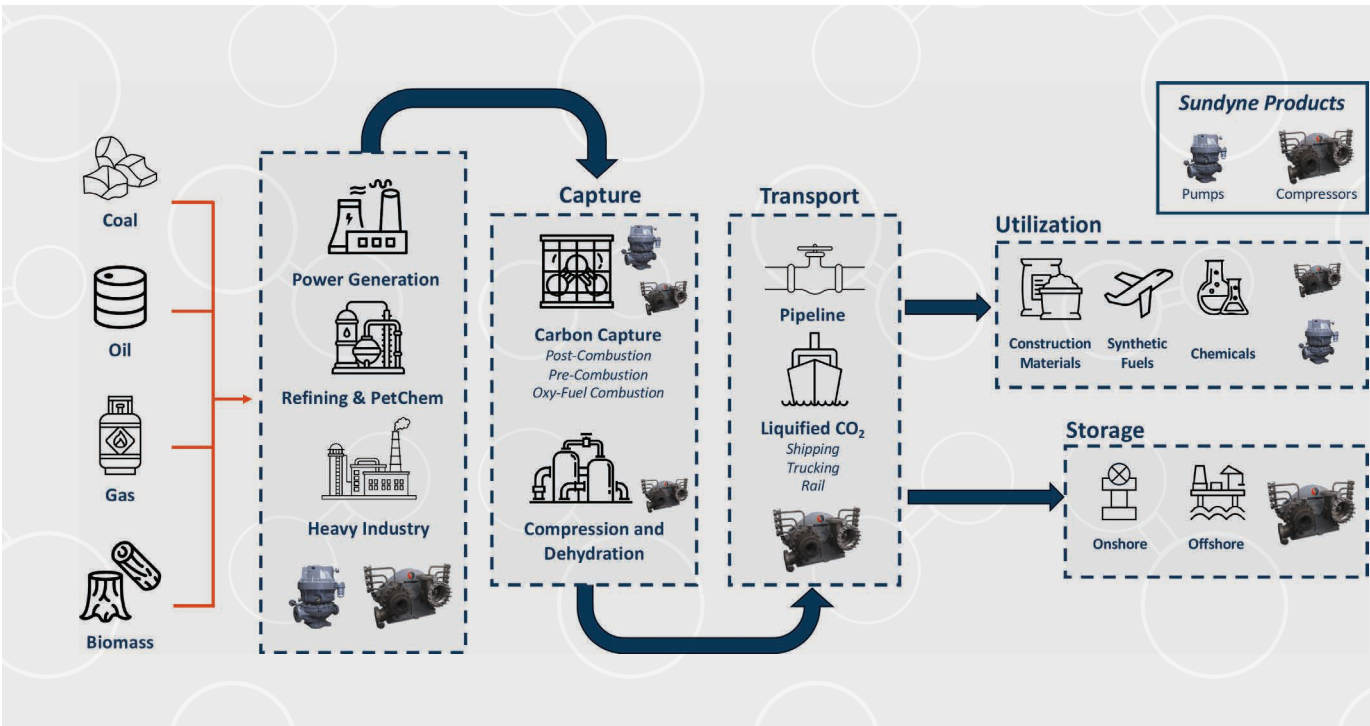 Sundyne Products
Pumps
Compressors
Coal
Oil
Gas
Biomass
Power Generation
Refining & PetChem
Heavy Industry
Capture
Carbon Capture
Post-Combustion
Pre-Combustion
Oxy-Fuel Combustion
Compression and
Dehydration
Transport
Pipeline
Liquified CO₂
Shipping
Trucking
Rail
Utilization
Construction
Materials
Synthetic
Fuels
Chemicals
Storage
Onshore
Offshore